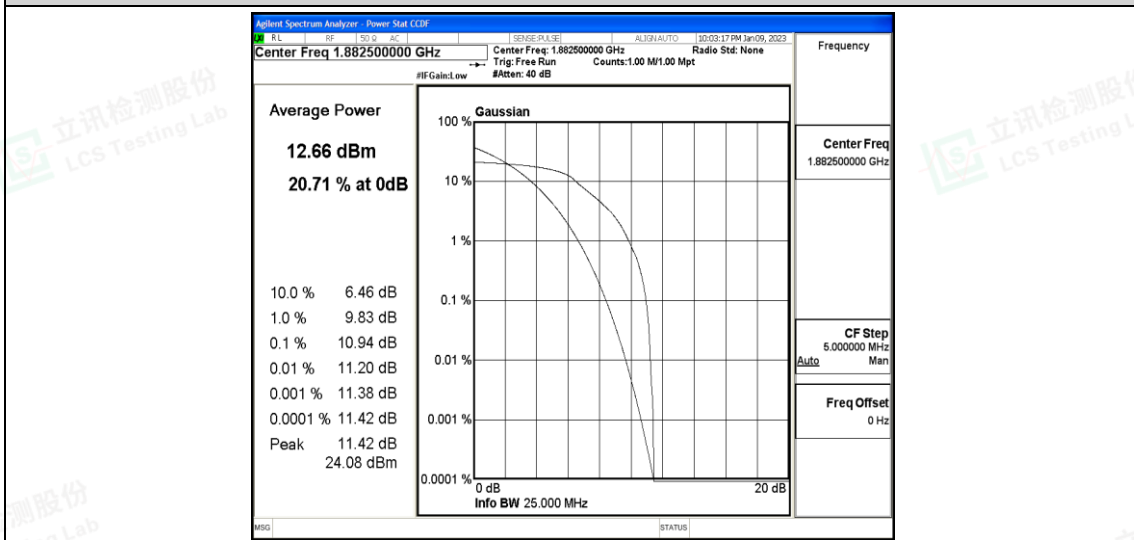 Agilent Spectrum Analyzer - Power Stat CCDF
RL RF 50 Ω AC SENSE:PULSE ALIGN AUTO 10:03:17 PM Jan 09, 2023
Center Freq 1.882500000 GHz
Center Freq: 1.882500000 GHz Radio Std: None
Trig: Free Run Counts:1.00 M/1.00 Mpt
#IFGain:Low #Atten: 40 dB
Frequency
Average Power
12.66 dBm
20.71 % at 0dB
10.0 % 6.46 dB
1.0 % 9.83 dB
0.1 % 10.94 dB
0.01 % 11.20 dB
0.001 % 11.38 dB
0.0001 % 11.42 dB
Peak 11.42 dB
24.08 dBm
Gaussian
100 %
10 %
1 %
0.1 %
0.01 %
0.001 %
0.0001 %
0 dB 20 dB
Info BW 25.000 MHz
Center Freq
1.882500000 GHz
CF Step
5.000000 MHz
Auto Man
Freq Offset
0 Hz
MSG STATUS
立讯检测股份
LCS Testing Lab
立讯检测股份
LCS Testing L
测股份
Lab